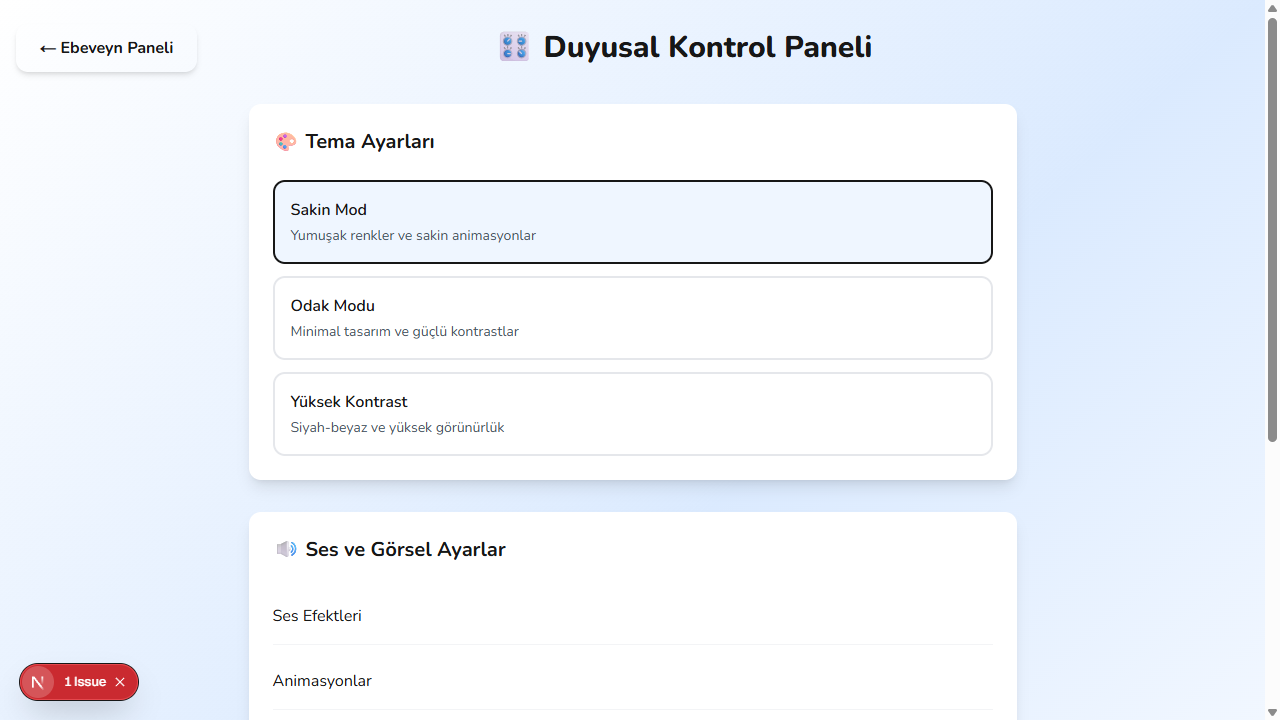 ← Ebeveyn Paneli
🎛️ Duyusal Kontrol Paneli
🎨 Tema Ayarları
Sakin Mod
Yumuşak renkler ve sakin animasyonlar
Odak Modu
Minimal tasarım ve güçlü kontrastlar
Yüksek Kontrast
Siyah-beyaz ve yüksek görünürlük
🔊 Ses ve Görsel Ayarlar
Ses Efektleri
Animasyonlar
N 1 Issue ×